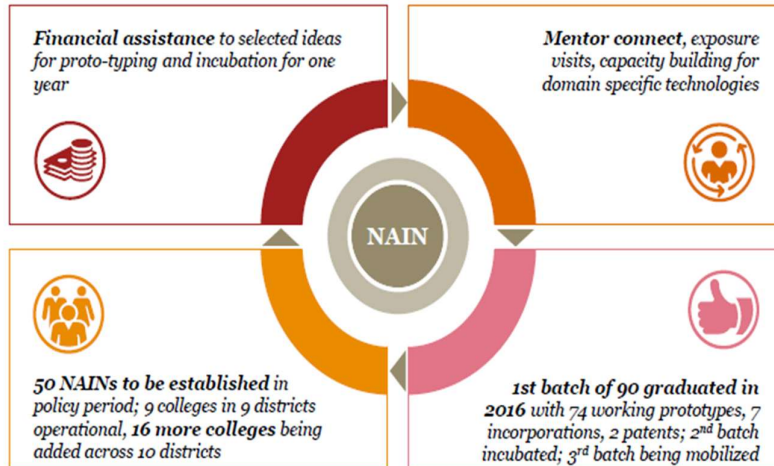 Financial assistance to selected ideas
for proto-typing and incubation for one
year
Mentor connect, exposure
visits, capacity building for
domain specific technologies
NAIN
50 NAINs to be established in
policy period; 9 colleges in 9 districts
operational, 16 more colleges being
added across 10 districts
1st batch of 90 graduated in
2016 with 74 working prototypes, 7
incorporations, 2 patents; 2nd batch
incubated; 3rd batch being mobilized